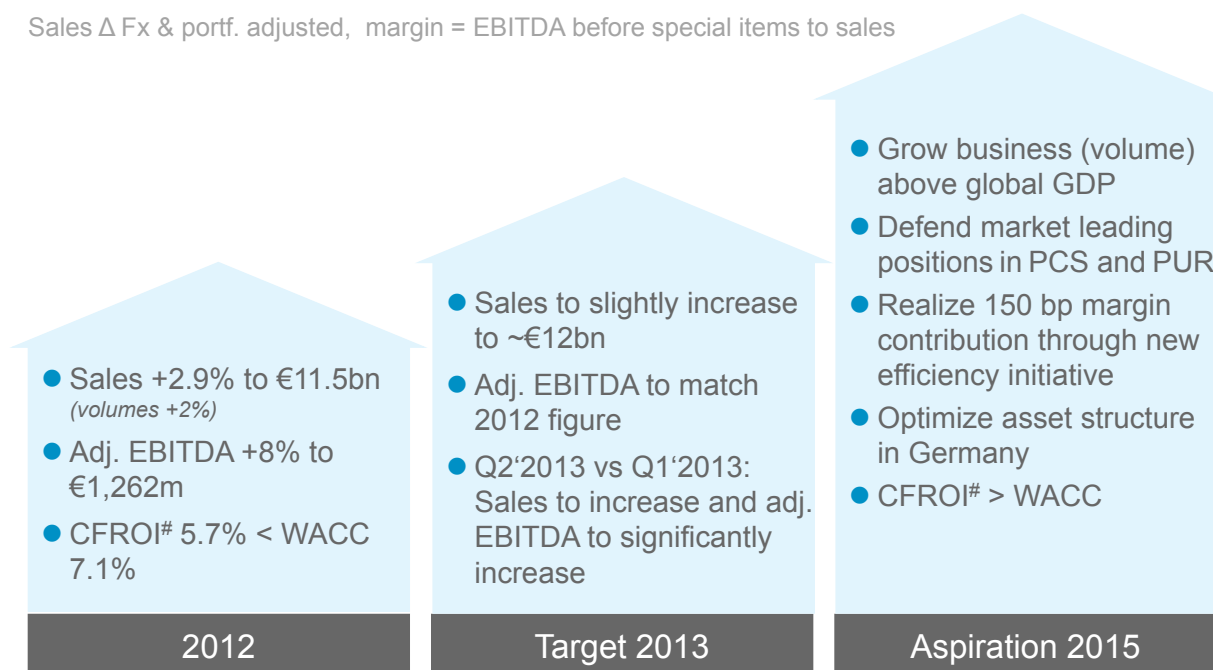 Sales Δ Fx & portf. adjusted, margin = EBITDA before special items to sales
● Sales +2.9% to €11.5bn
(volumes +2%)
● Adj. EBITDA +8% to
€1,262m
● CFROI# 5.7% < WACC
7.1%
2012
● Sales to slightly increase
to ~€12bn
● Adj. EBITDA to match
2012 figure
● Q2‘2013 vs Q1‘2013:
Sales to increase and adj.
EBITDA to significantly
increase
Target 2013
● Grow business (volume)
above global GDP
● Defend market leading
positions in PCS and PUR
● Realize 150 bp margin
contribution through new
efficiency initiative
● Optimize asset structure
in Germany
● CFROI# > WACC
Aspiration 2015